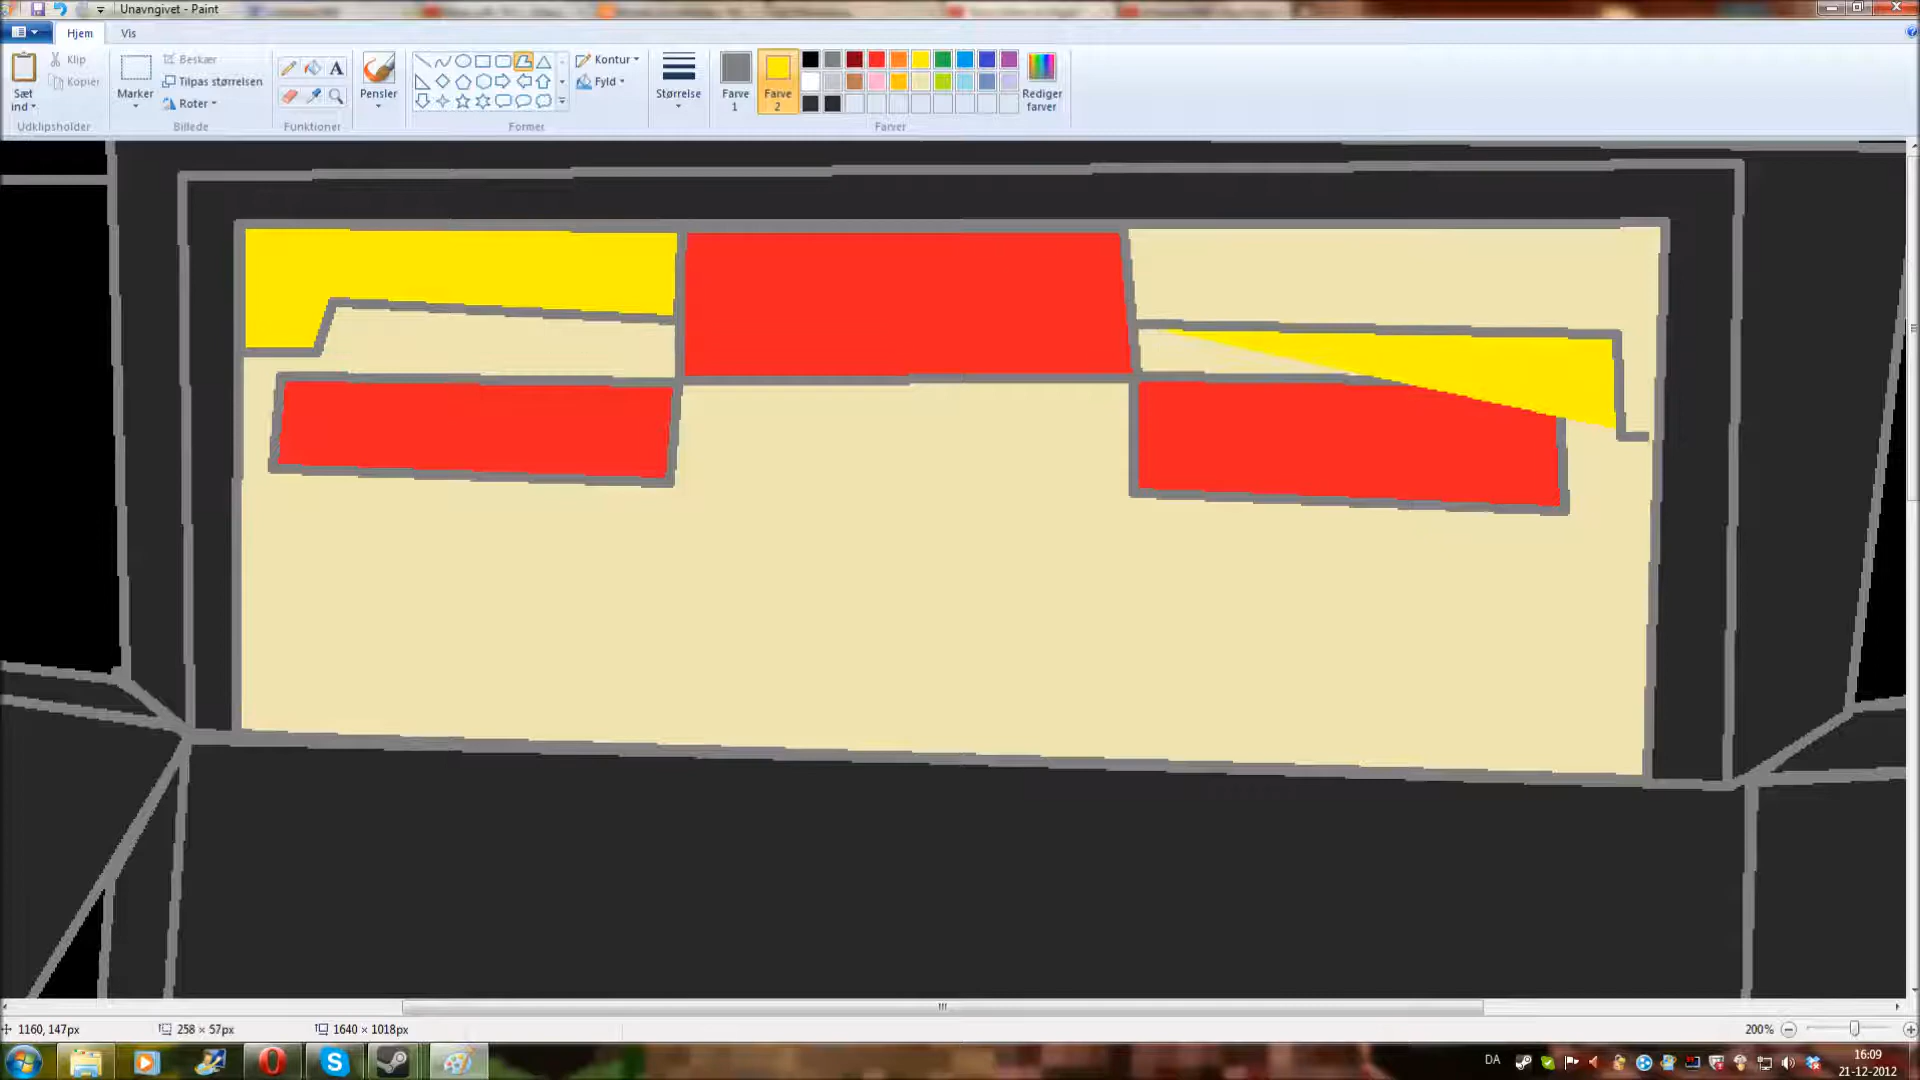 Unavngivet - Paint
Hjem Vis
Sæt ind
Klip
Kopier
Udklipsholder
Marker
Beskær
Tilpas størrelsen
Roter
Billede
A
Funktioner
Pensler
Former
Kontur
Fyld
Størrelse
Farve 1
Farve 2
Rediger farver
Farver
1160, 147px 258 × 57px 1640 × 1018px 200%
DA
16:09
21-12-2012